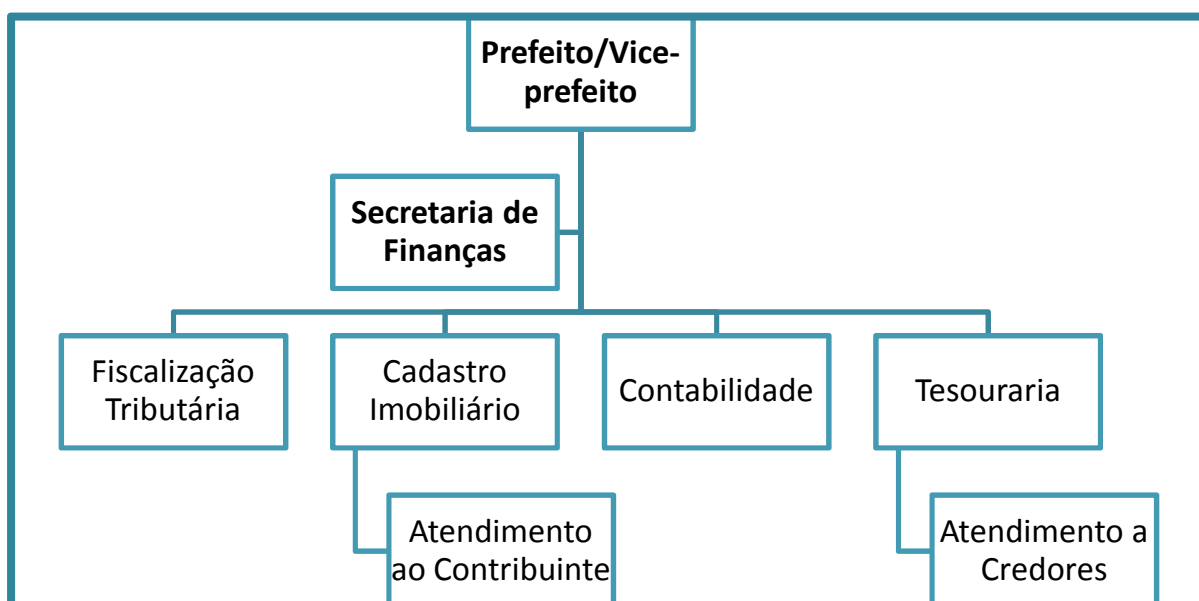 Prefeito/Vice-
prefeito
Secretaria de
Finanças
Fiscalização
Tributária
Cadastro
Imobiliário
Contabilidade
Tesouraria
Atendimento
ao Contribuinte
Atendimento a
Credores